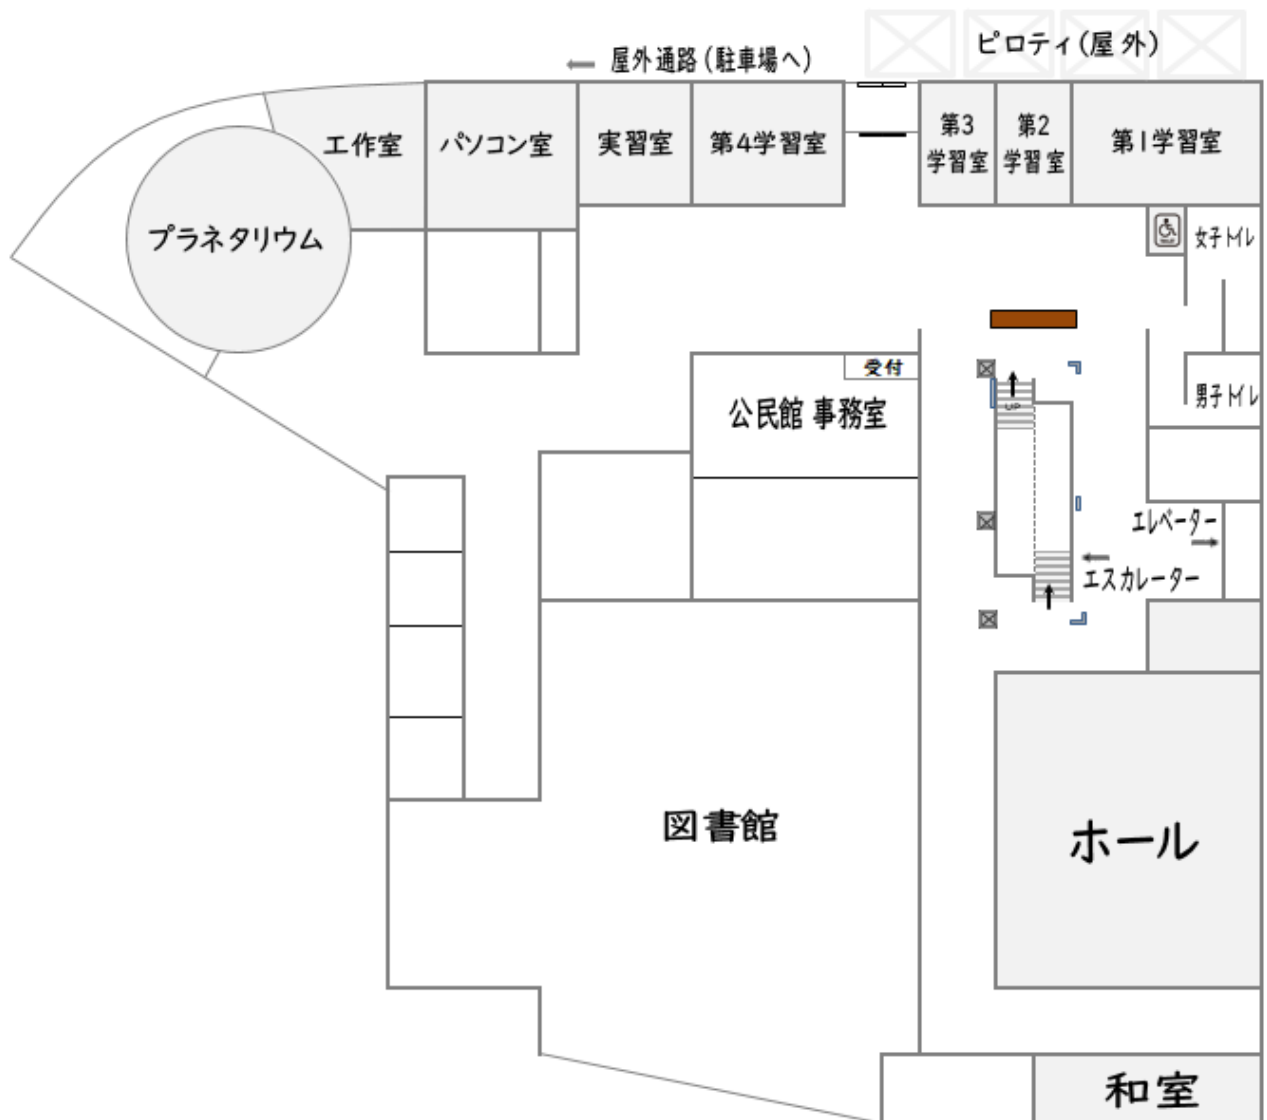 ピロティ(屋外)
← 屋外通路(駐車場へ)
工作室
パソコン室
実習室
第4学習室
第3
学習室
第2
学習室
第1学習室
プラネタリウム
女子トイレ
受付
公民館 事務室
UP
男子トイレ
エレベーター
→
←
エスカレーター
図書館
ホール
和室